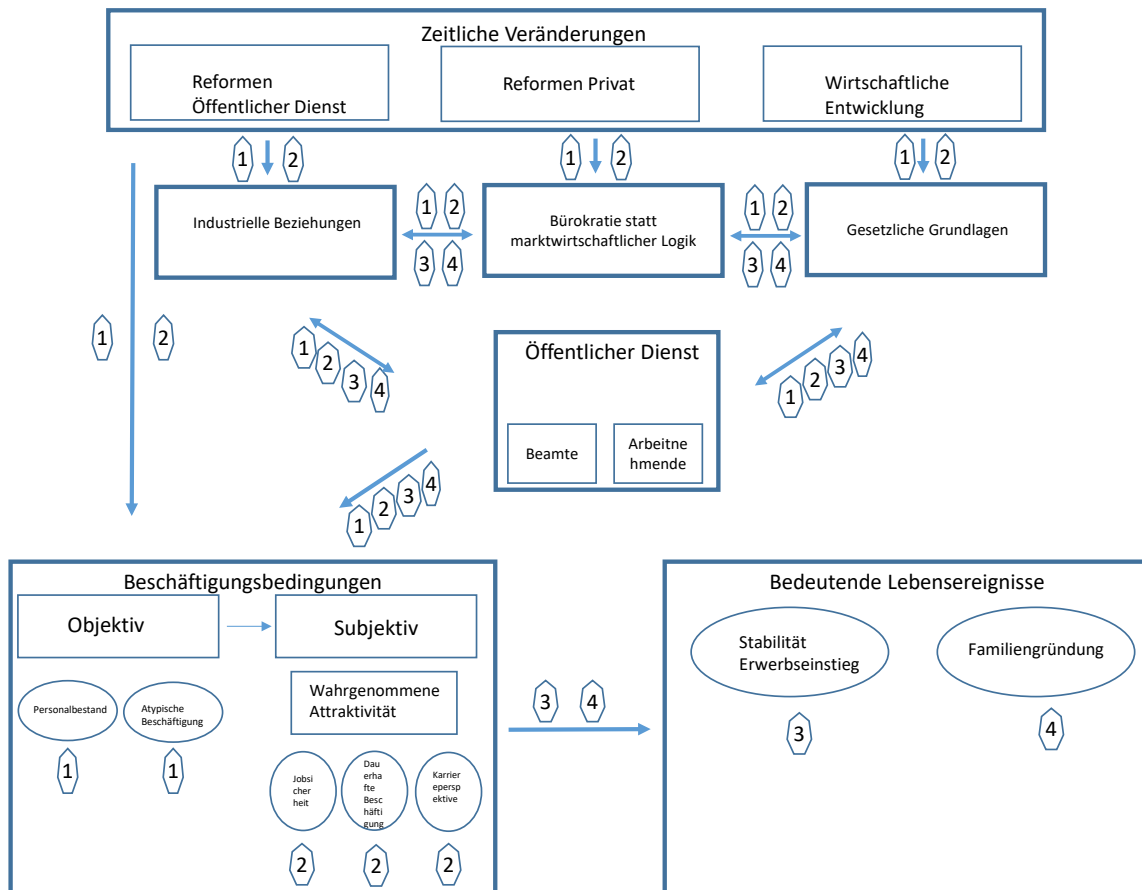 Zeitliche Veränderungen
Reformen
Öffentlicher Dienst
Reformen Privat
Wirtschaftliche
Entwicklung
1 2
1 2
1 2
Industrielle Beziehungen
1 2
3 4
Bürokratie statt
marktwirtschaftlicher Logik
1 2
3 4
Gesetzliche Grundlagen
1 2
1 2 3 4
Öffentlicher Dienst
Beamte
Arbeitne
hmende
1 2 3 4
1 2 3 4
Beschäftigungsbedingungen
Objektiv
Subjektiv
Personalbestand
Atypische
Beschäftigung
1
1
Wahrgenommene
Attraktivität
Jobsi
cher
heit
Dau
erha
fte
Besc
häfti
gung
Karrier
epersp
ektive
2
2
2
3 4
Bedeutende Lebensereignisse
Stabilität
Erwerbseinstieg
Familiengründung
3
4